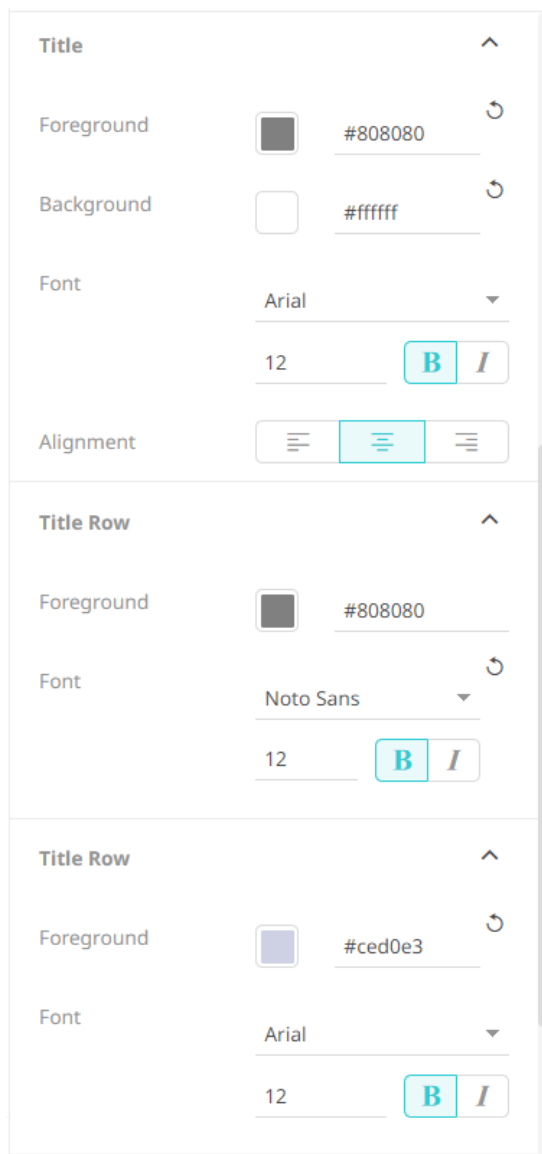 Title
Foreground
#808080
Background
#ffffff
Font
Arial
12
B I
Alignment
Title Row
Foreground
#808080
Font
Noto Sans
12
B I
Title Row
Foreground
#ced0e3
Font
Arial
12
B I